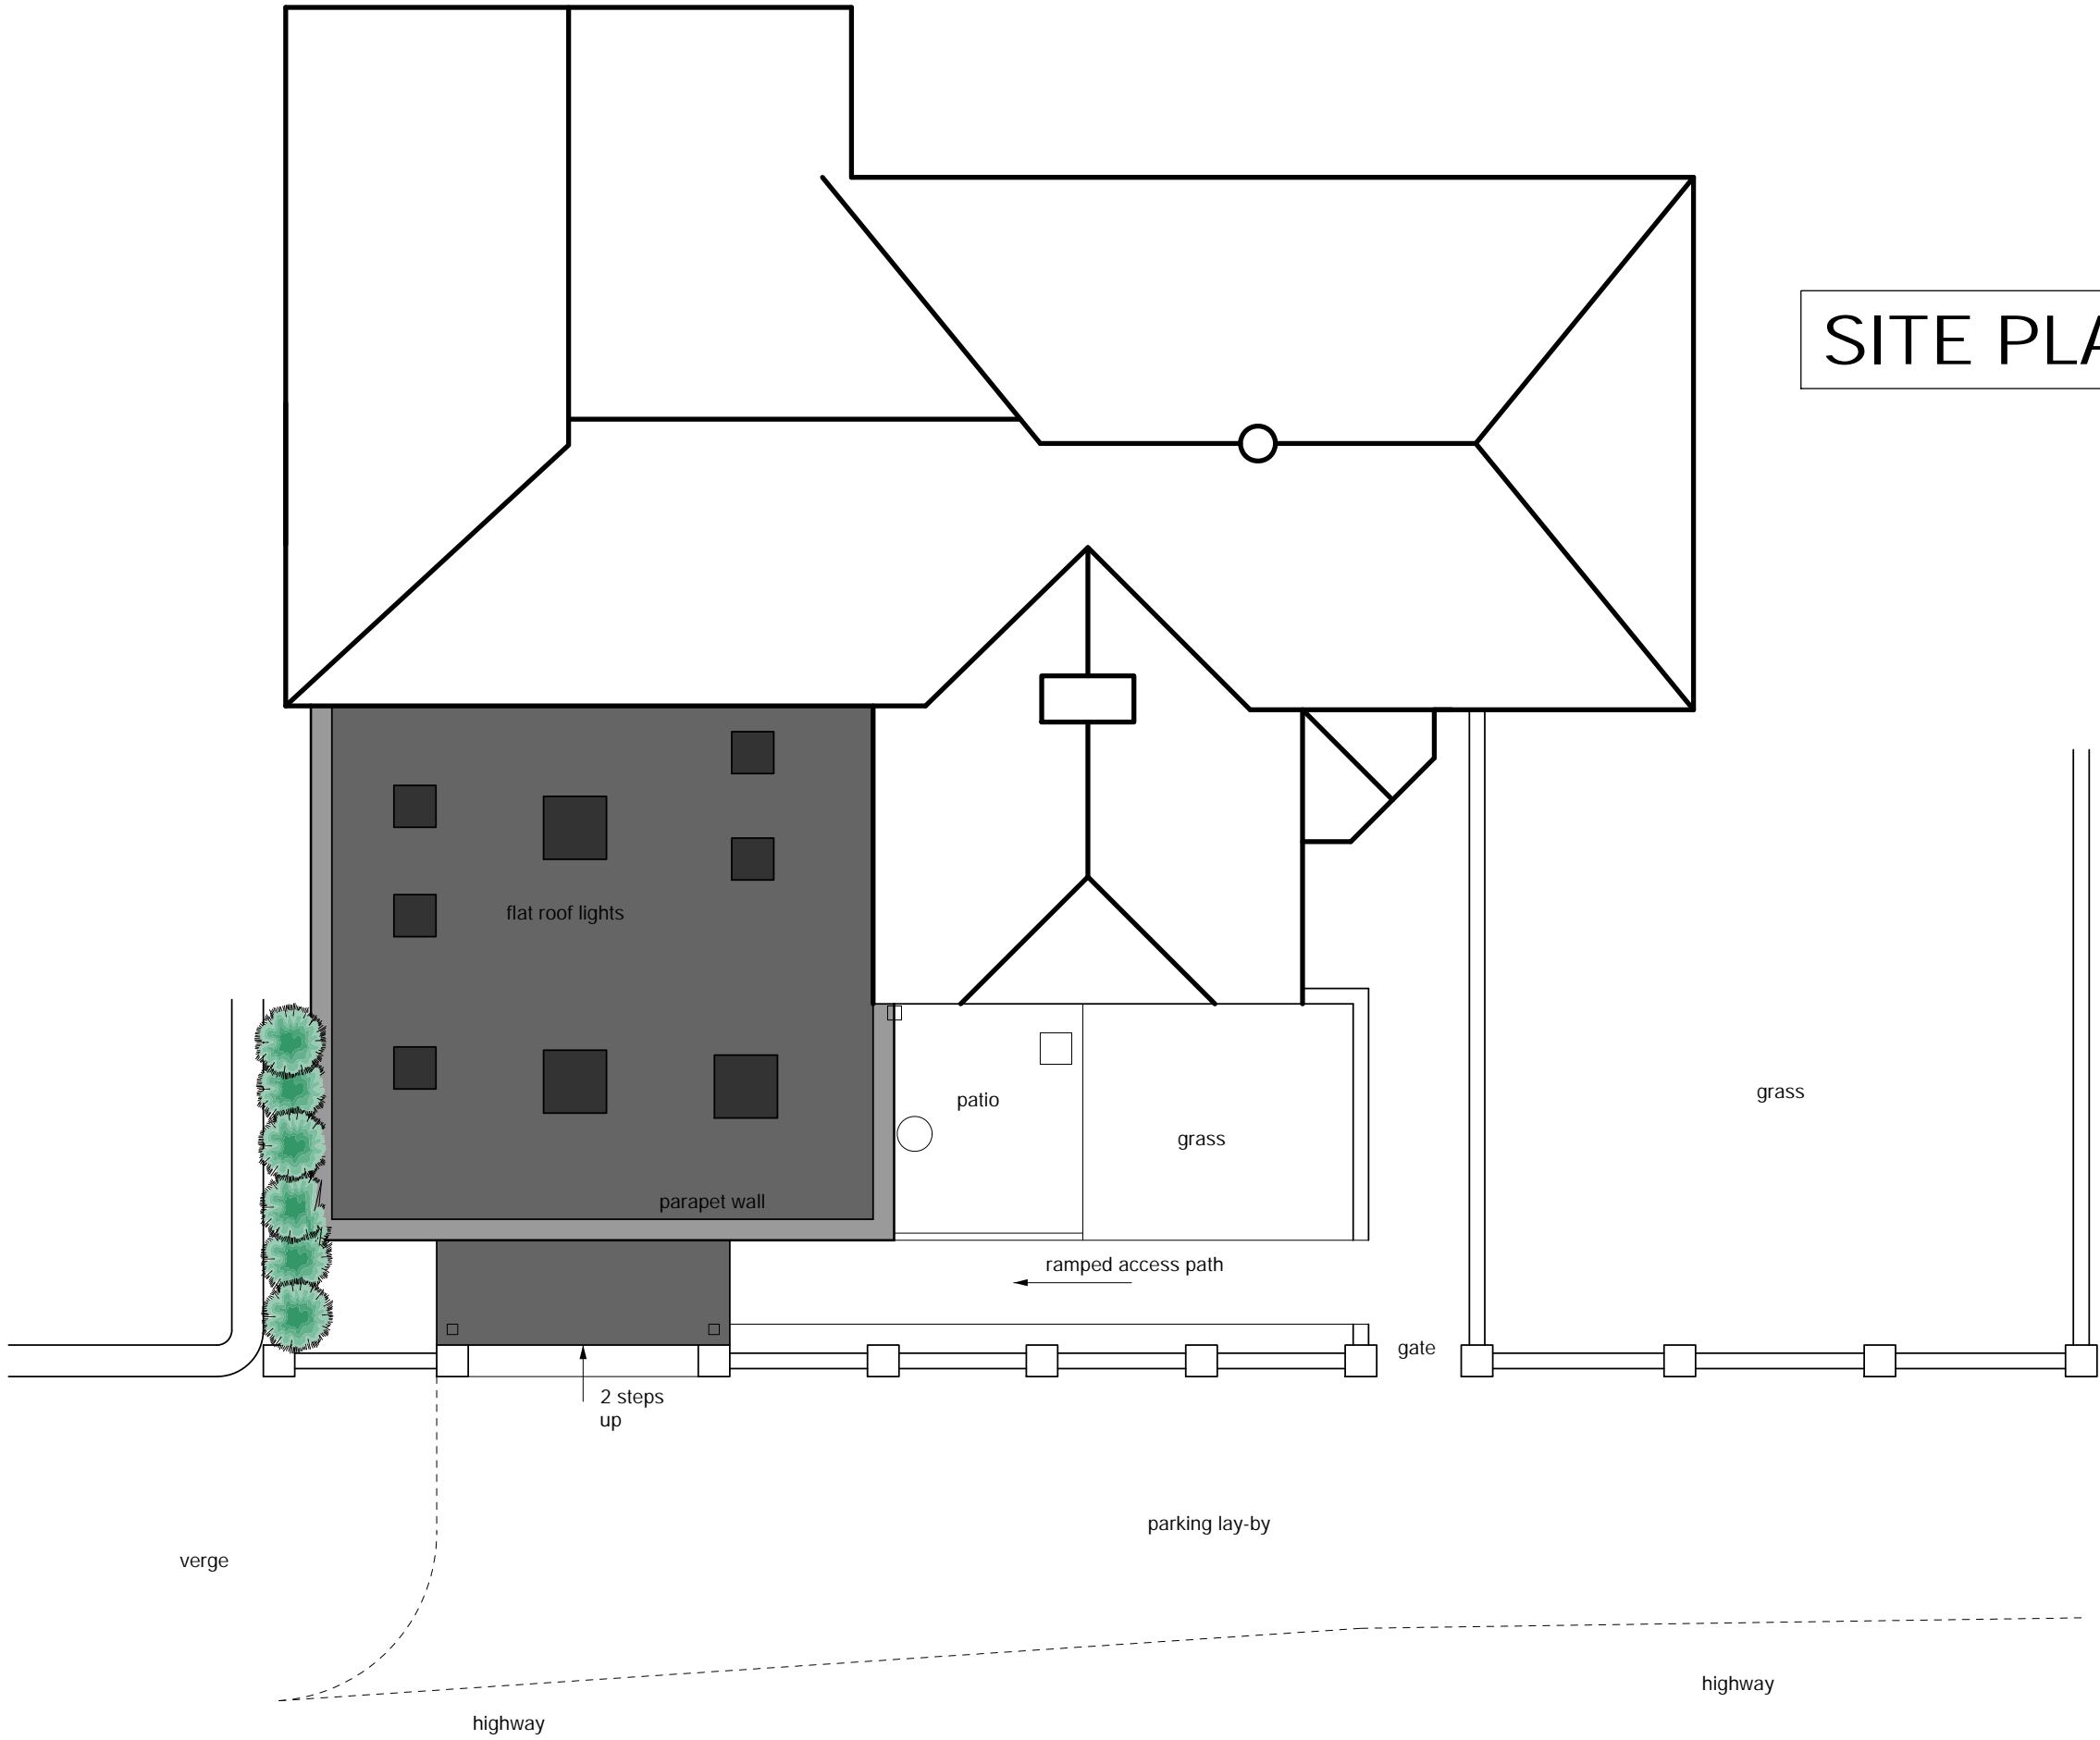 SITE PLA
flat roof lights
patio
grass
grass
parapet wall
ramped access path
gate
2 steps
up
parking lay-by
verge
highway
highway